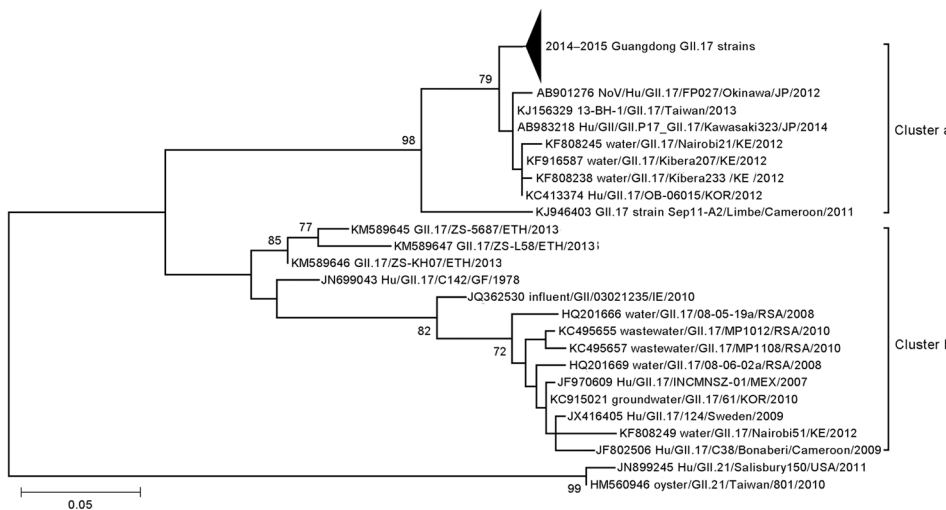 2014–2015 Guangdong GII.17 strains
79
AB901276 NoV/Hu/GII.17/FP027/Okinawa/JP/2012
KJ156329 13-BH-1/GII.17/Taiwan/2013
AB983218 Hu/GII/GII.P17_GII.17/Kawasaki323/JP/2014
Cluster a
98
KF808245 water/GII.17/Nairobi21/KE/2012
KF916587 water/GII.17/Kibera207/KE/2012
KF808238 water/GII.17/Kibera233 /KE /2012
KC413374 Hu/GII.17/OB-06015/KOR/2012
KJ946403 GII.17 strain Sep11-A2/Limbe/Cameroon/2011
77
KM589645 GII.17/ZS-5687/ETH/2013
85
KM589647 GII.17/ZS-L58/ETH/2013
KM589646 GII.17/ZS-KH07/ETH/2013
JN699043 Hu/GII.17/C142/GF/1978
JQ362530 influent/GII/03021235/IE/2010
82
HQ201666 water/GII.17/08-05-19a/RSA/2008
KC495655 wastewater/GII.17/MP1012/RSA/2010
72
KC495657 wastewater/GII.17/MP1108/RSA/2010
Cluster
HQ201669 water/GII.17/08-06-02a/RSA/2008
JF970609 Hu/GII.17/INCMNSZ-01/MEX/2007
KC915021 groundwater/GII.17/61/KOR/2010
JX416405 Hu/GII.17/124/Sweden/2009
KF808249 water/GII.17/Nairobi51/KE/2012
JF802506 Hu/GII.17/C38/Bonaberi/Cameroon/2009
JN899245 Hu/GII.21/Salisbury150/USA/2011
99
HM560946 oyster/GII.21/Taiwan/801/2010
0.05